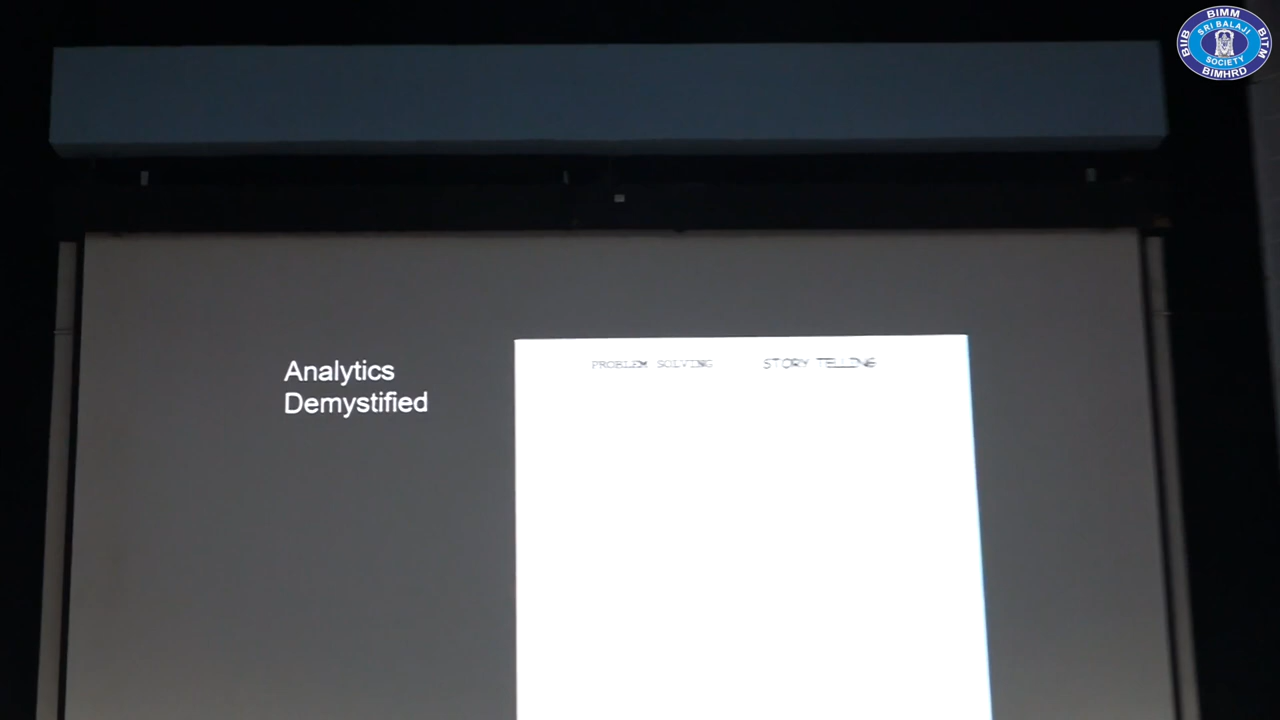 BIMM
BIIB
SRI BALAJI
SOCIETY
BITM
BIMHRD
Analytics
Demystified
PROBLEM SOLVING STORY TELLING